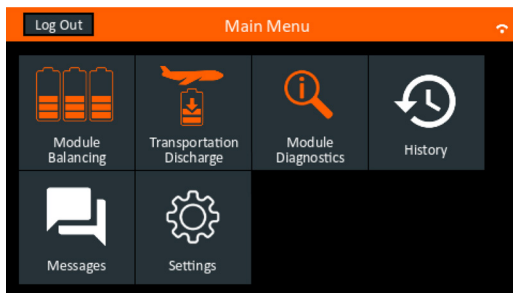 Log Out
Main Menu
Module
Balancing
Transportation
Discharge
Module
Diagnostics
History
Messages
Settings